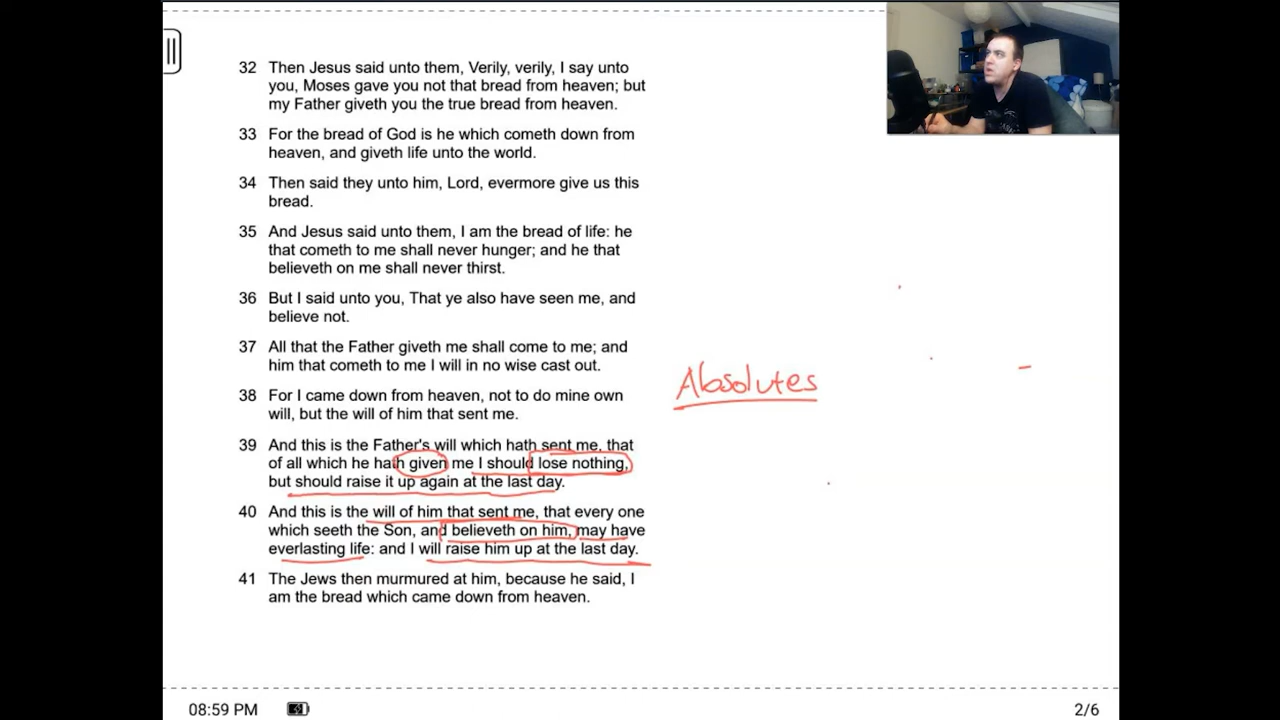 32 Then Jesus said unto them, Verily, verily, I say unto
you, Moses gave you not that bread from heaven; but
my Father giveth you the true bread from heaven.
33 For the bread of God is he which cometh down from
heaven, and giveth life unto the world.
34 Then said they unto him, Lord, evermore give us this
bread.
35 And Jesus said unto them, I am the bread of life: he
that cometh to me shall never hunger; and he that
believeth on me shall never thirst.
36 But I said unto you, That ye also have seen me, and
believe not.
37 All that the Father giveth me shall come to me; and
him that cometh to me I will in no wise cast out.
38 For I came down from heaven, not to do mine own
will, but the will of him that sent me.
39 And this is the Father's will which hath sent me, that
of all which he hath given me I should lose nothing,
but should raise it up again at the last day.
40 And this is the will of him that sent me, that every one
which seeth the Son, and believeth on him, may have
everlasting life: and I will raise him up at the last day.
41 The Jews then murmured at him, because he said, I
am the bread which came down from heaven.
Absolutes
08:59 PM
2/6